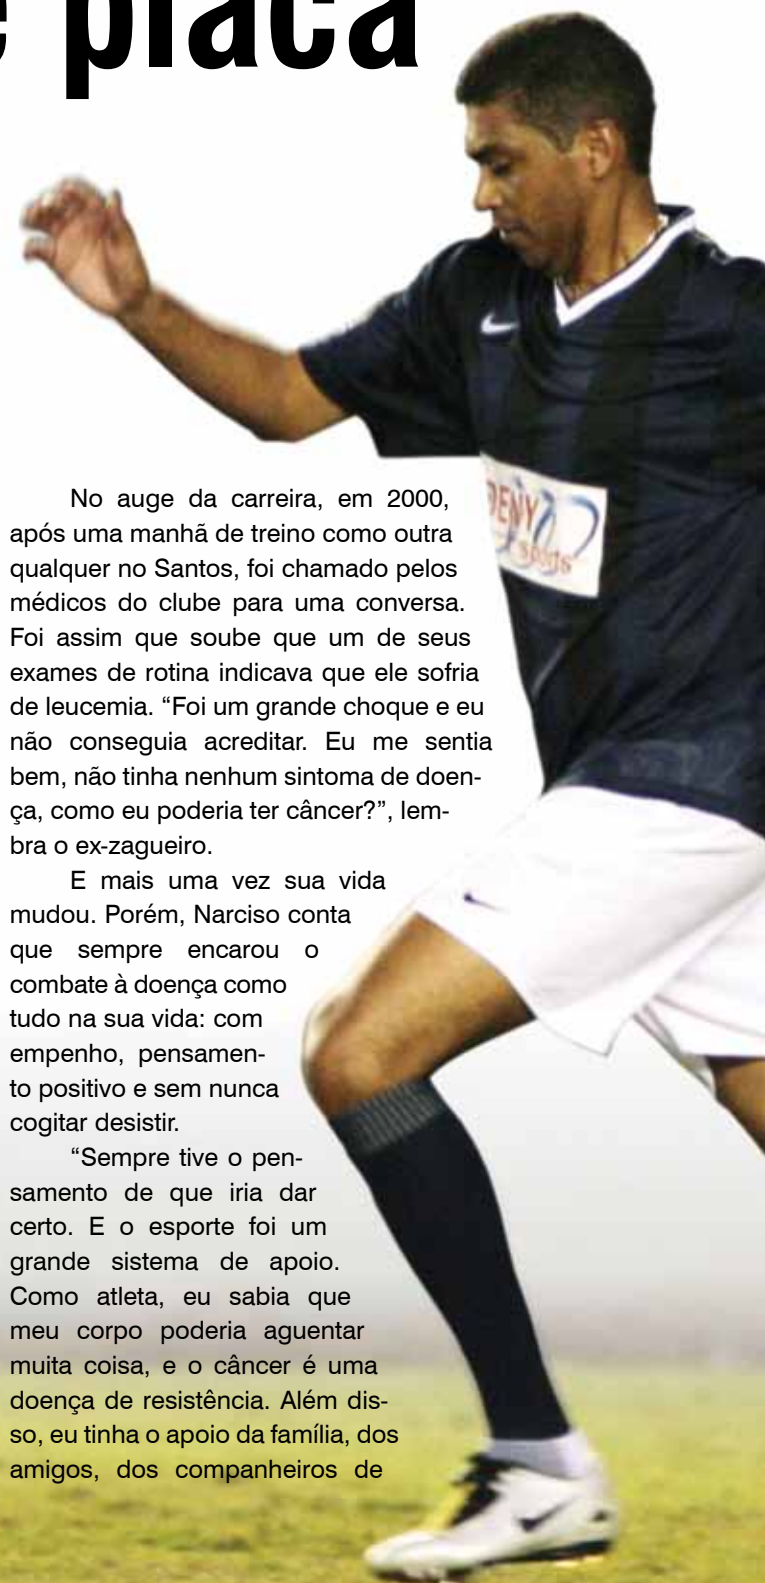 e placa
No auge da carreira, em 2000,
após uma manhã de treino como outra
qualquer no Santos, foi chamado pelos
médicos do clube para uma conversa.
Foi assim que soube que um de seus
exames de rotina indicava que ele sofria
de leucemia. “Foi um grande choque e eu
não conseguia acreditar. Eu me sentia
bem, não tinha nenhum sintoma de doen-
ça, como eu poderia ter câncer?”, lem-
bra o ex-zagueiro.
E mais uma vez sua vida
mudou. Porém, Narciso conta
que sempre encarou o
combate à doença como
tudo na sua vida: com
empenho, pensamen-
to positivo e sem nunca
cogitar desistir.
“Sempre tive o pen-
samento de que iria dar
certo. E o esporte foi um
grande sistema de apoio.
Como atleta, eu sabia que
meu corpo poderia aguentar
muita coisa, e o câncer é uma
doença de resistência. Além dis-
so, eu tinha o apoio da família, dos
amigos, dos companheiros de